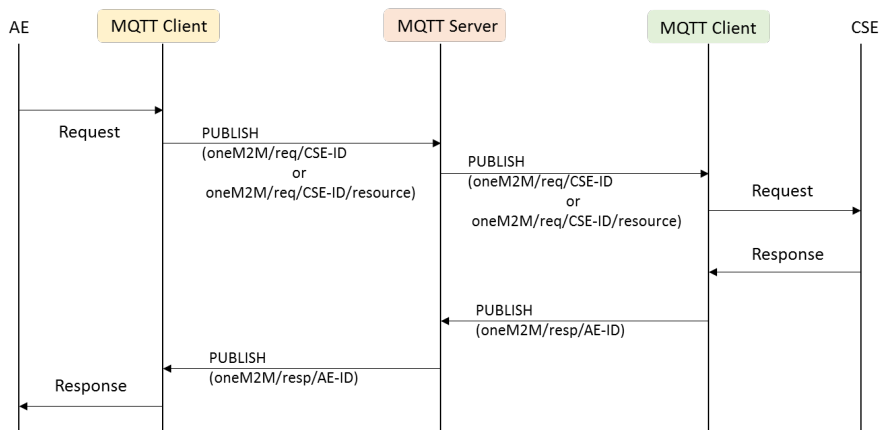 AE
MQTT Client
MQTT Server
MQTT Client
CSE
Request
PUBLISH
(oneM2M/req/CSE-ID
or
oneM2M/req/CSE-ID/resource)
PUBLISH
(oneM2M/req/CSE-ID
or
oneM2M/req/CSE-ID/resource)
Request
Response
PUBLISH
(oneM2M/resp/AE-ID)
PUBLISH
(oneM2M/resp/AE-ID)
Response